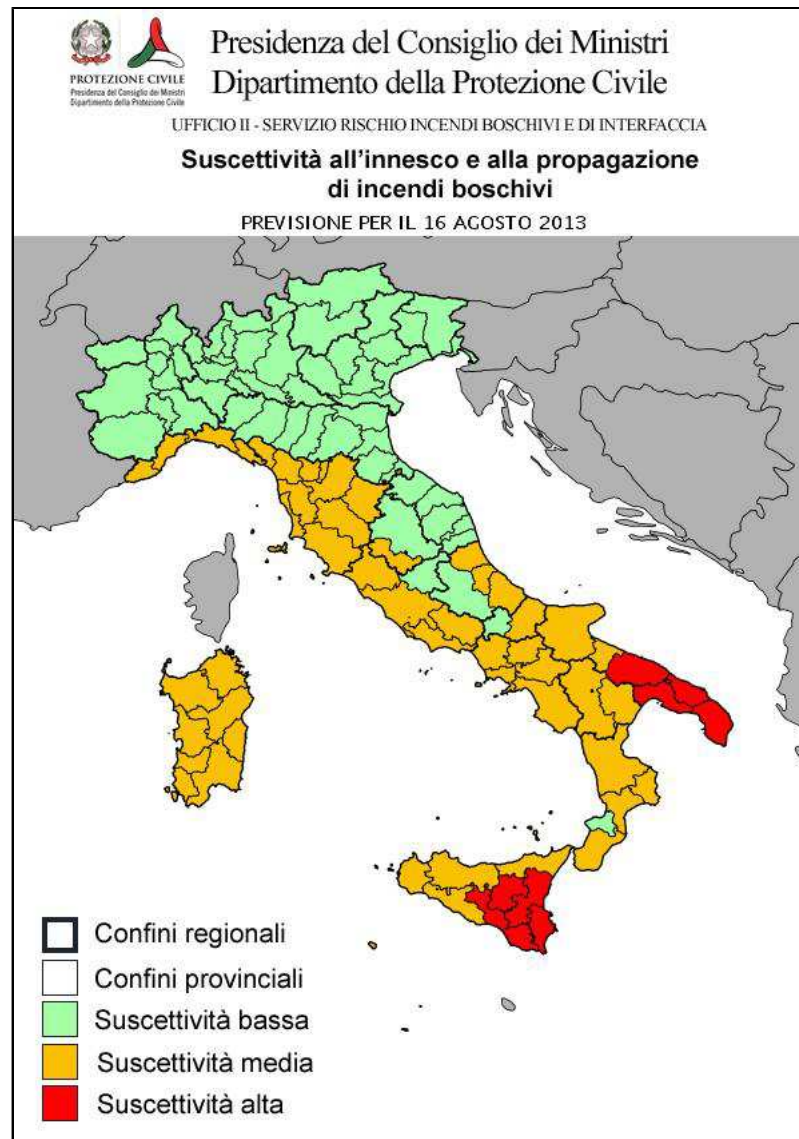 PROTEZIONE CIVILE
Presidenza del Consiglio dei Ministri
Dipartimento della Protezione Civile
Presidenza del Consiglio dei Ministri
Dipartimento della Protezione Civile
UFFICIO II - SERVIZIO RISCHIO INCENDI BOSCHIVI E DI INTERFACCIA
Suscettività all'innesco e alla propagazione
di incendi boschivi
PREVISIONE PER IL 16 AGOSTO 2013
Confini regionali
Confini provinciali
Suscettività bassa
Suscettività media
Suscettività alta